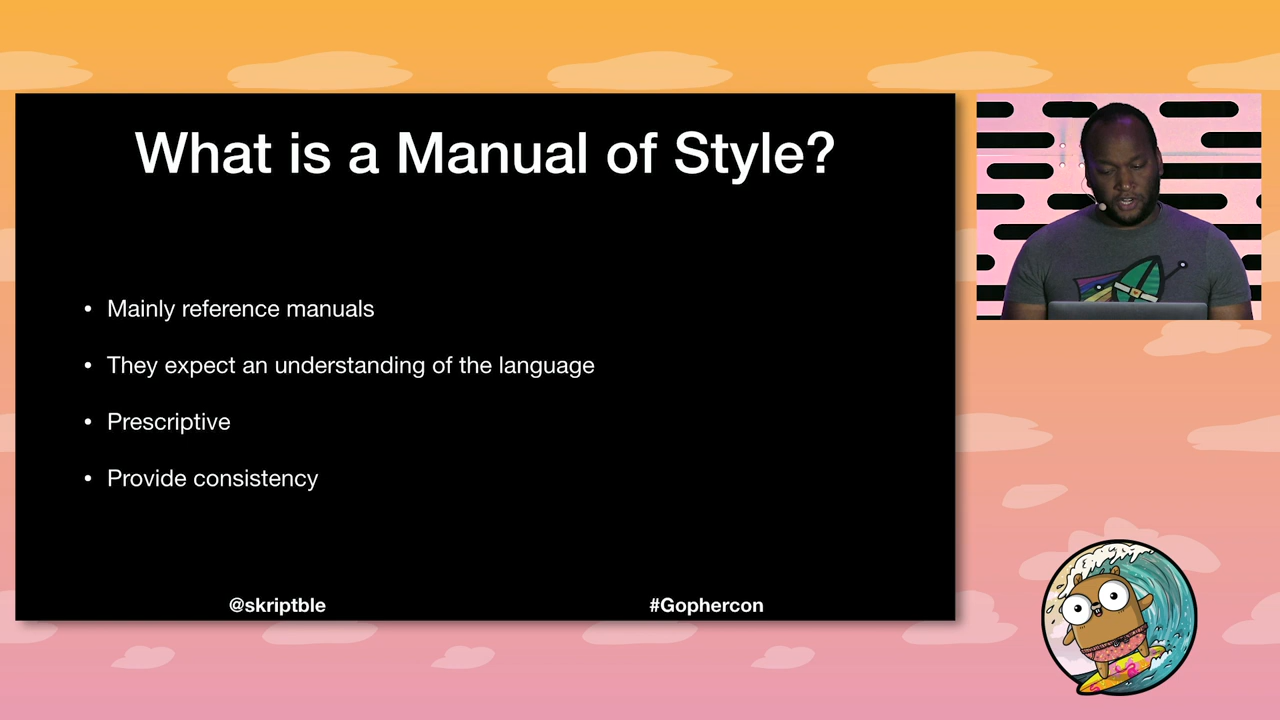 What is a Manual of Style?
• Mainly reference manuals
• They expect an understanding of the language
• Prescriptive
• Provide consistency
@skriptble
#Gophercon